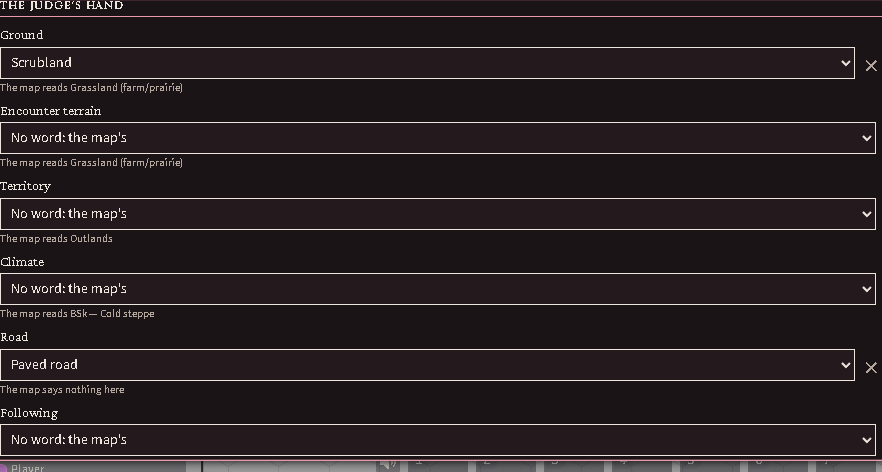 THE JUDGE'S HAND
Ground
Scrubland
The map reads Grassland (farm/prairie)
Encounter terrain
No word: the map's
The map reads Grassland (farm/prairie)
Territory
No word: the map's
The map reads Outlands
Climate
No word: the map's
The map reads BSk — Cold steppe
Road
Paved road
The map says nothing here
Following
No word: the map's
Player